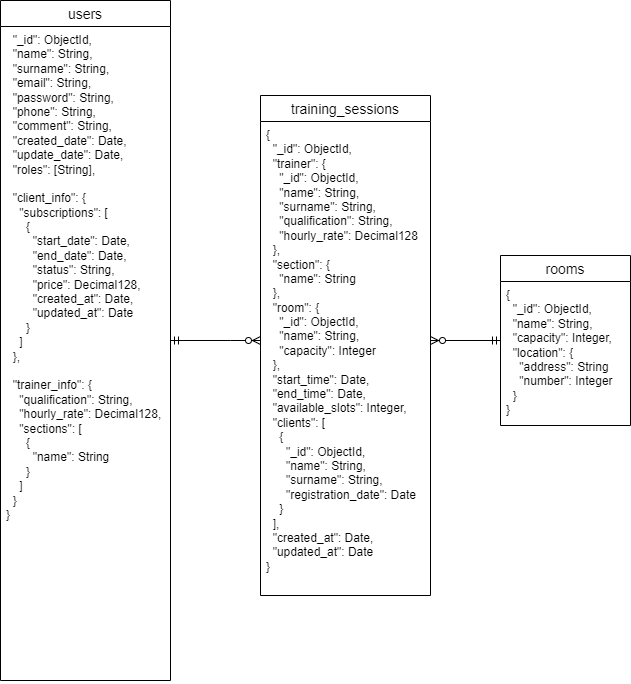 users
"_id": ObjectId,
"name": String,
"surname": String,
"email": String,
"password": String,
"phone": String,
"comment": String,
"created_date": Date,
"update_date": Date,
"roles": [String],
"client_info": {
"subscriptions": [
{
"start_date": Date,
"end_date": Date,
"status": String,
"price": Decimal128,
"created_at": Date,
"updated_at": Date
}
]
},
"trainer_info": {
"qualification": String,
"hourly_rate": Decimal128,
"sections": [
{
"name": String
}
]
}
}
training_sessions
{
"_id": ObjectId,
"trainer": {
"_id": ObjectId,
"name": String,
"surname": String,
"qualification": String,
"hourly_rate": Decimal128
},
"section": {
"name": String
},
"room": {
"_id": ObjectId,
"name": String,
"capacity": Integer
},
"start_time": Date,
"end_time": Date,
"available_slots": Integer,
"clients": [
{
"_id": ObjectId,
"name": String,
"surname": String,
"registration_date": Date
}
],
"created_at": Date,
"updated_at": Date
}
rooms
{
"_id": ObjectId,
"name": String,
"capacity": Integer,
"location": {
"address": String
"number": Integer
}
}